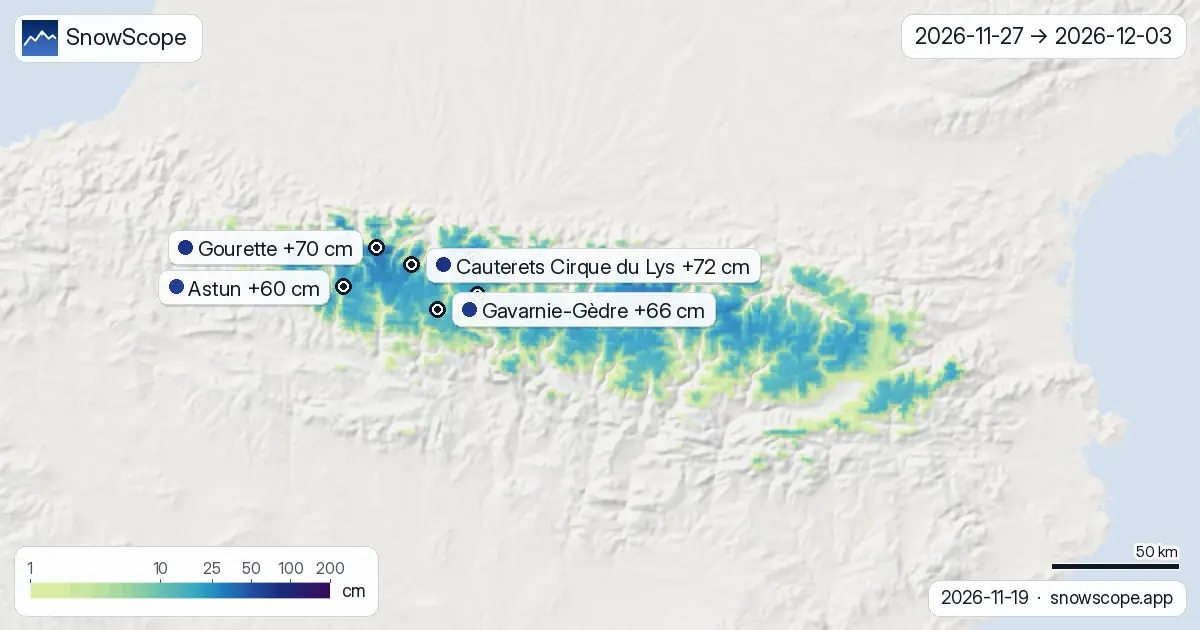 SnowScope
2026-11-27 → 2026-12-03
Gourette +70 cm
Cauterets Cirque du Lys +72 cm
Astun +60 cm
Gavarnie-Gèdre +66 cm
50 km
1 10 25 50 100 200
cm
2026-11-19 · snowscope.app